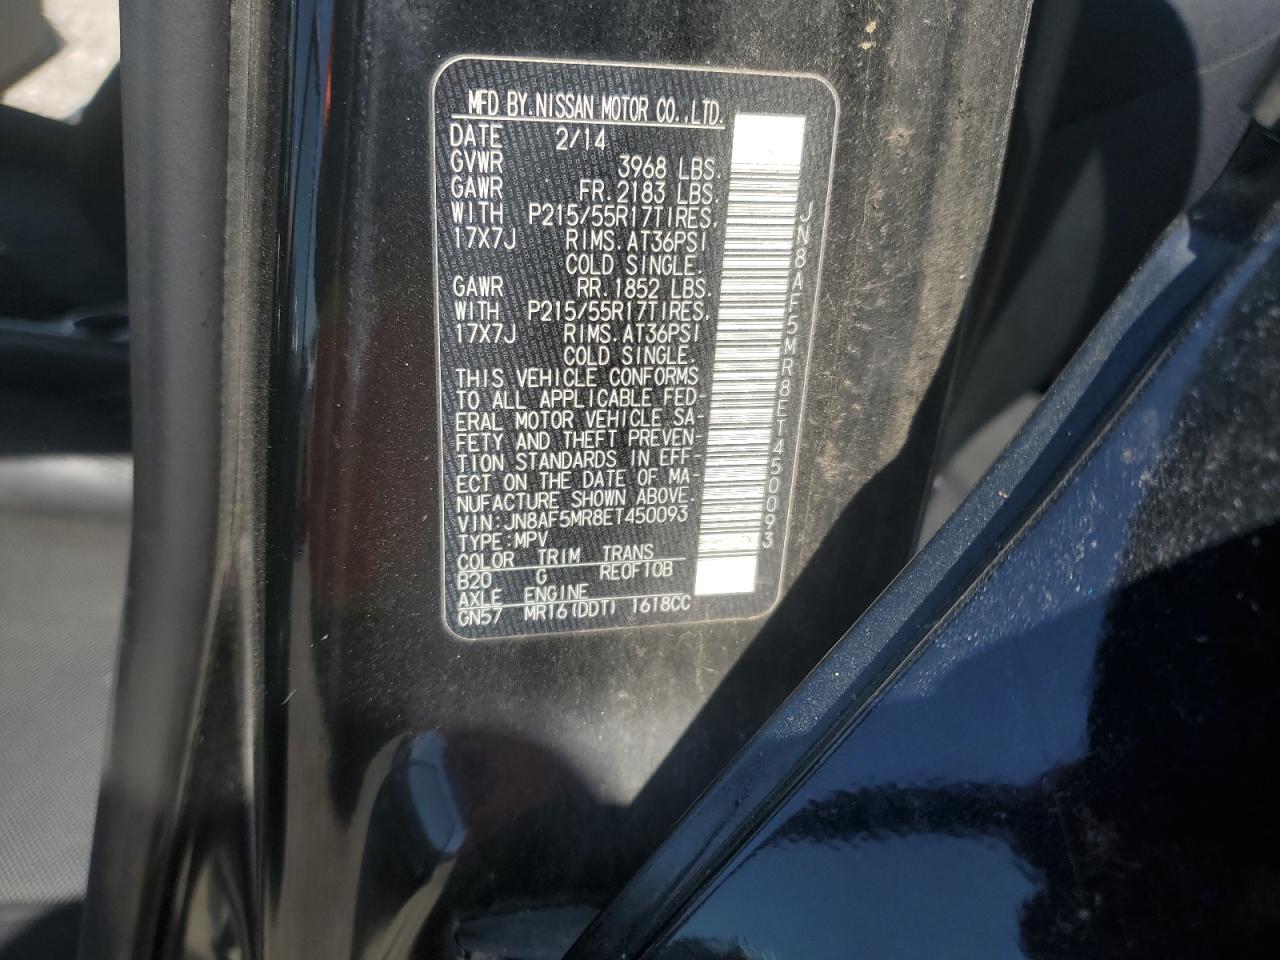 MFD BY.NISSAN MOTOR CO.,LTD.
DATE 2/14
GVWR 3968 LBS.
GAWR FR.2183 LBS.
WITH P215/55R17TIRES.
17X7J RIMS.AT36PSI
COLD SINGLE.
GAWR RR.1852 LBS.
WITH P215/55R17TIRES.
17X7J RIMS.AT36PSI
COLD SINGLE.
THIS VEHICLE CONFORMS
TO ALL APPLICABLE FED-
ERAL MOTOR VEHICLE SA-
FETY AND THEFT PREVEN-
TION STANDARDS IN EFF-
ECT ON THE DATE OF MA-
NUFACTURE SHOWN ABOVE.
VIN:JN8AF5MR8ET450093
TYPE:MPV
COLOR TRIM TRANS
B20 G RE0F10B
AXLE ENGINE
GN57 MR16(DDT) 1618CC
JN8AF5MR8ET450093